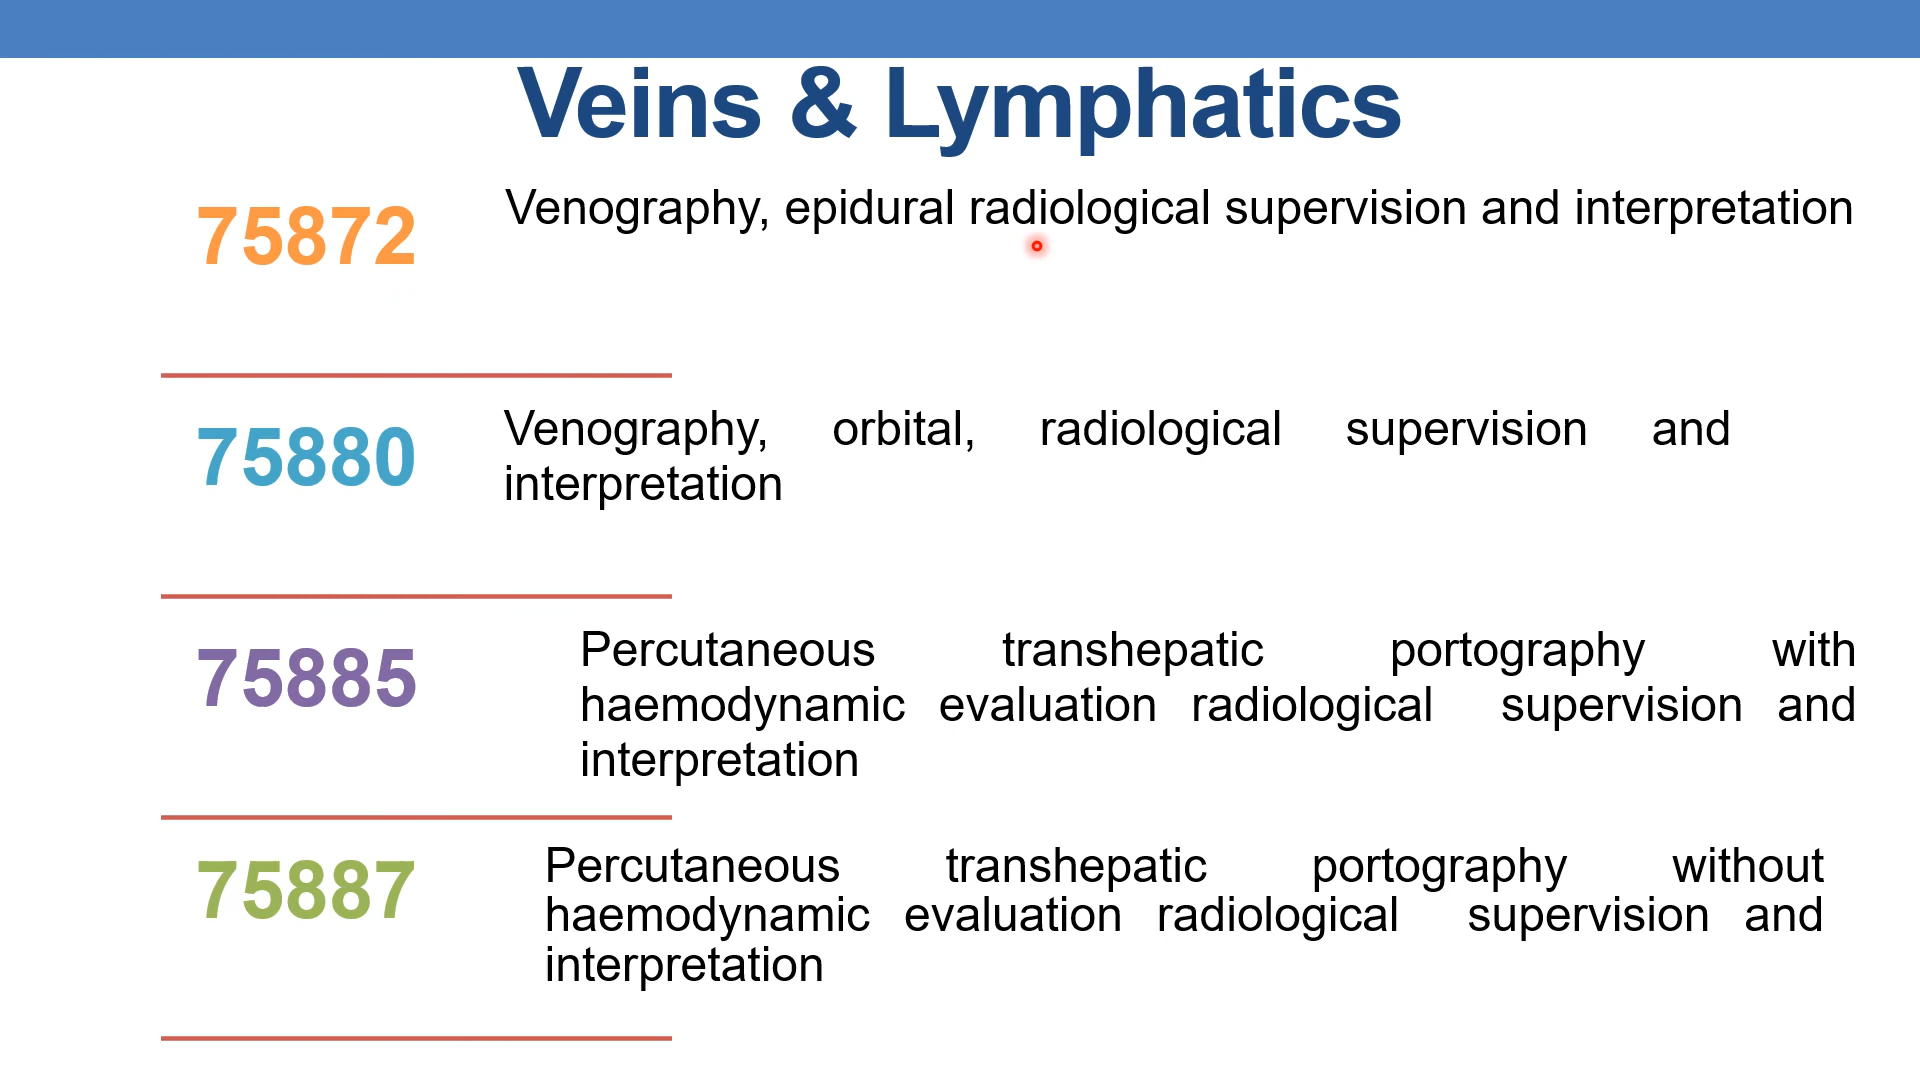 Veins & Lymphatics
75872
Venography, epidural radiological supervision and interpretation
75880
Venography, orbital, radiological supervision and
interpretation
75885
Percutaneous transhepatic portography with
haemodynamic evaluation radiological supervision and
interpretation
75887
Percutaneous transhepatic portography without
haemodynamic evaluation radiological supervision and
interpretation